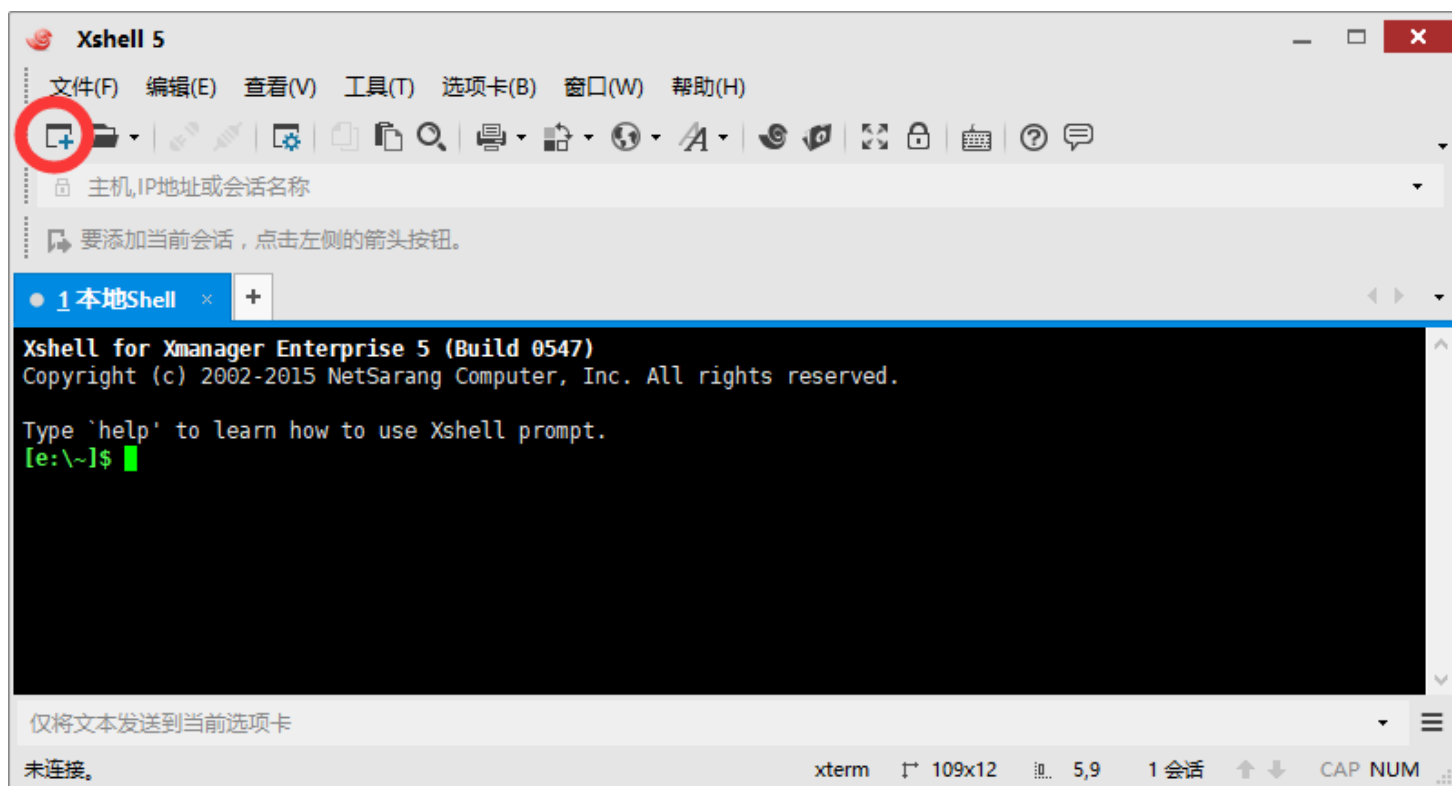 Xshell 5
文件(F) 编辑(E) 查看(V) 工具(T) 选项卡(B) 窗口(W) 帮助(H)
主机,IP地址或会话名称
要添加当前会话，点击左侧的箭头按钮。
1 本地Shell × +
Xshell for Xmanager Enterprise 5 (Build 0547)
Copyright (c) 2002-2015 NetSarang Computer, Inc. All rights reserved.
Type `help' to learn how to use Xshell prompt.
[e:\~]$
仅将文本发送到当前选项卡
未连接。 xterm 109x12 5,9 1 会话 CAP NUM